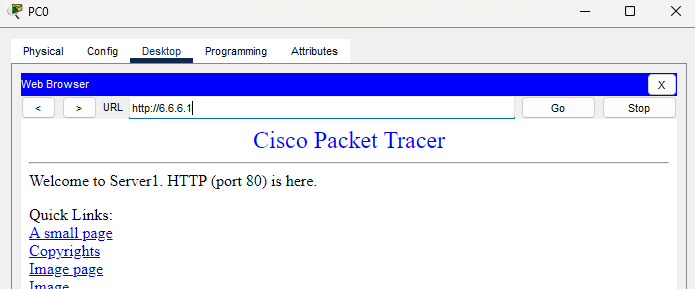 PC0
Physical Config Desktop Programming Attributes
Web Browser X
< > URL http://6.6.6.1 Go Stop
Cisco Packet Tracer
Welcome to Server1. HTTP (port 80) is here.
Quick Links:
A small page
Copyrights
Image page
Image